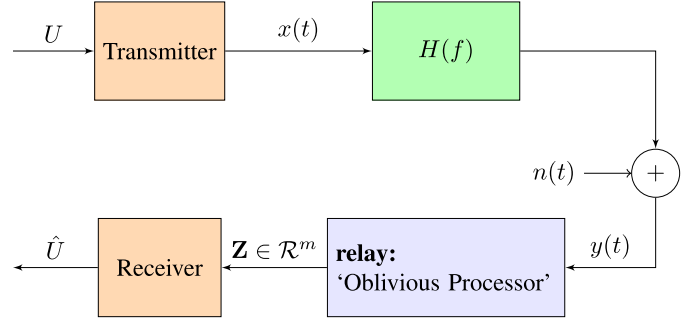 U
Transmitter
x(t)
H(f)
n(t)
+
y(t)
relay:
'Oblivious Processor'
Z ∈ ℛ^m
Receiver
Û